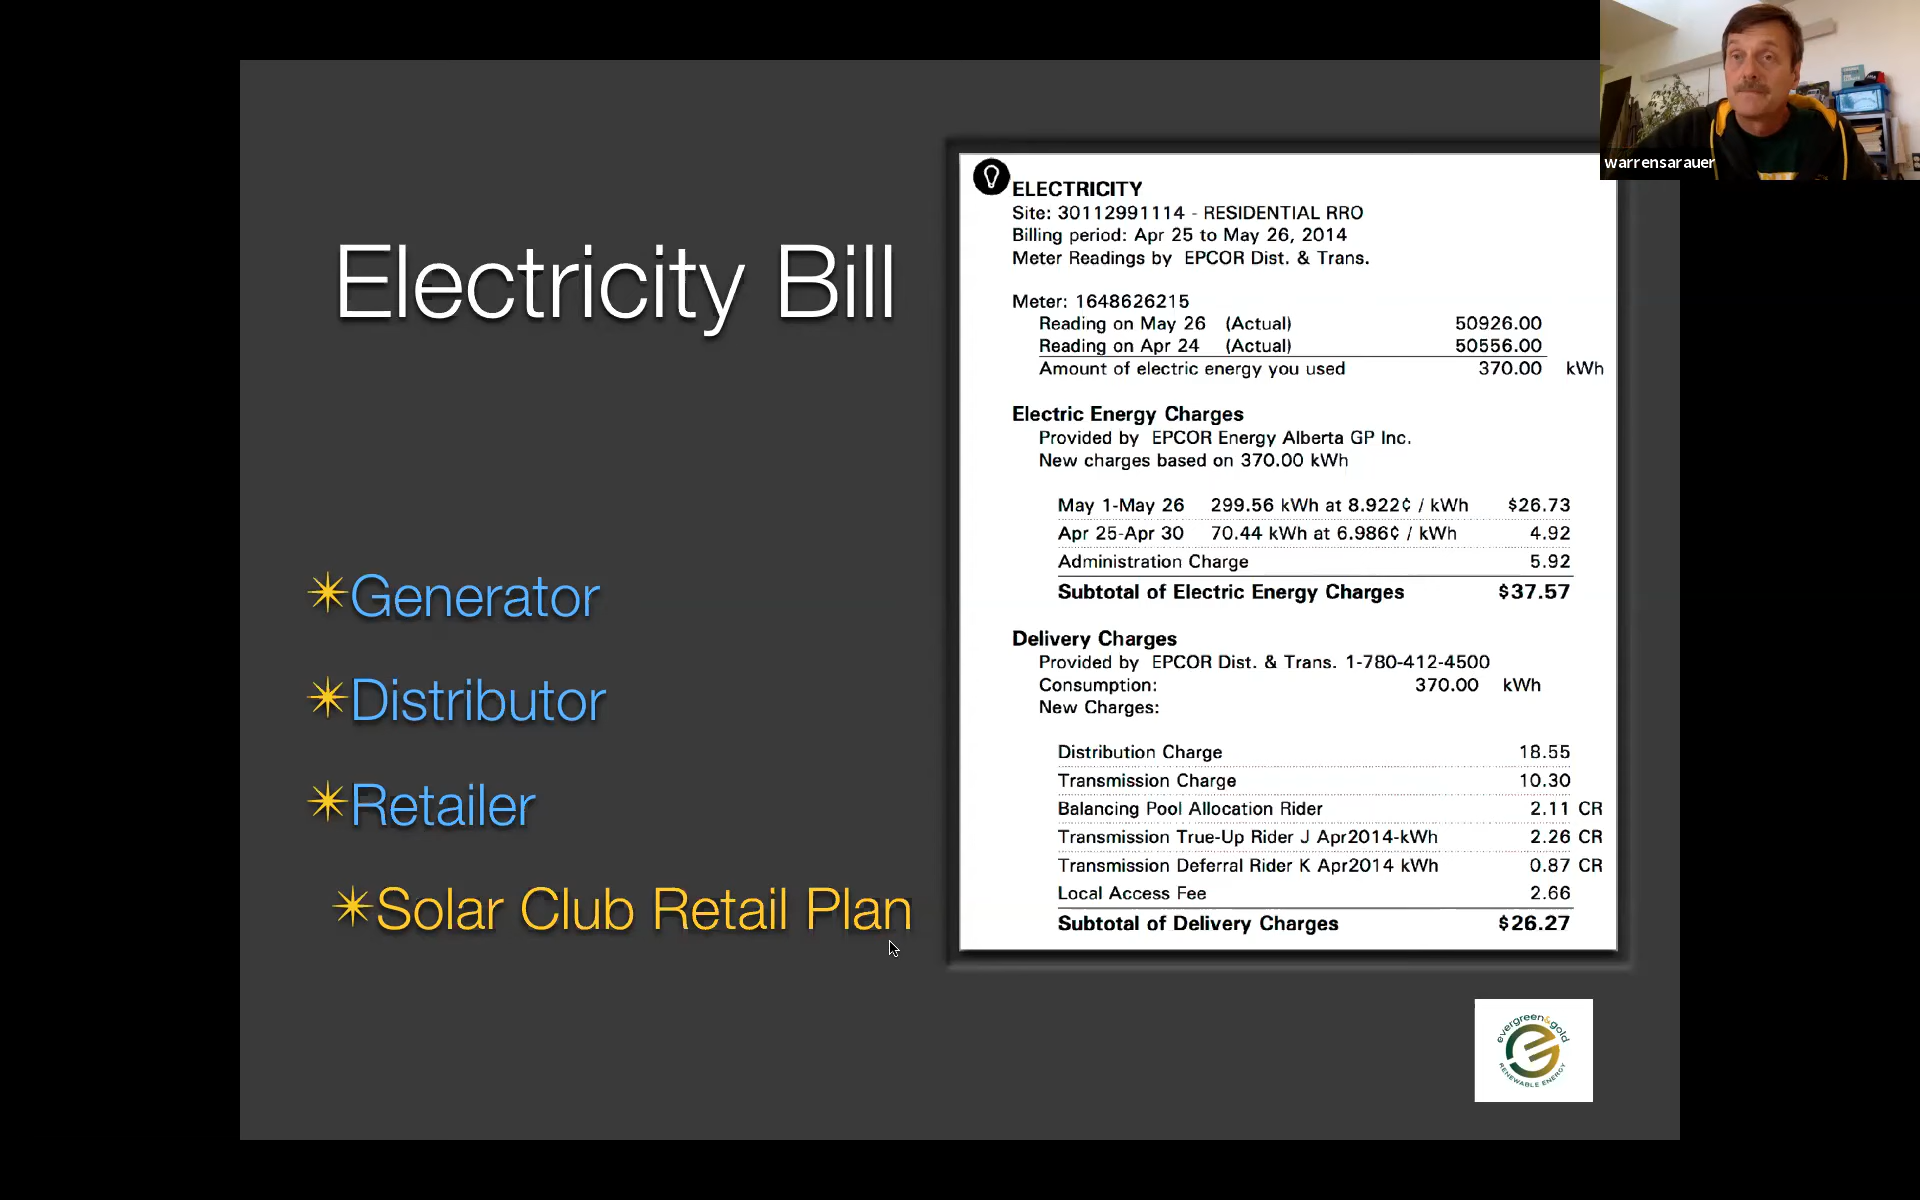 warrensarauer
Electricity Bill
Generator
Distributor
Retailer
Solar Club Retail Plan
ELECTRICITY
Site: 30112991114 - RESIDENTIAL RRO
Billing period: Apr 25 to May 26, 2014
Meter Readings by EPCOR Dist. & Trans.
Meter: 1648626215
Reading on May 26 (Actual) 50926.00
Reading on Apr 24 (Actual) 50556.00
Amount of electric energy you used 370.00 kWh
Electric Energy Charges
Provided by EPCOR Energy Alberta GP Inc.
New charges based on 370.00 kWh
May 1-May 26 299.56 kWh at 8.922¢ / kWh $26.73
Apr 25-Apr 30 70.44 kWh at 6.986¢ / kWh 4.92
Administration Charge 5.92
Subtotal of Electric Energy Charges $37.57
Delivery Charges
Provided by EPCOR Dist. & Trans. 1-780-412-4500
Consumption: 370.00 kWh
New Charges:
Distribution Charge 18.55
Transmission Charge 10.30
Balancing Pool Allocation Rider 2.11 CR
Transmission True-Up Rider J Apr2014-kWh 2.26 CR
Transmission Deferral Rider K Apr2014 kWh 0.87 CR
Local Access Fee 2.66
Subtotal of Delivery Charges $26.27
evergreen&gold
RENEWABLE ENERGY